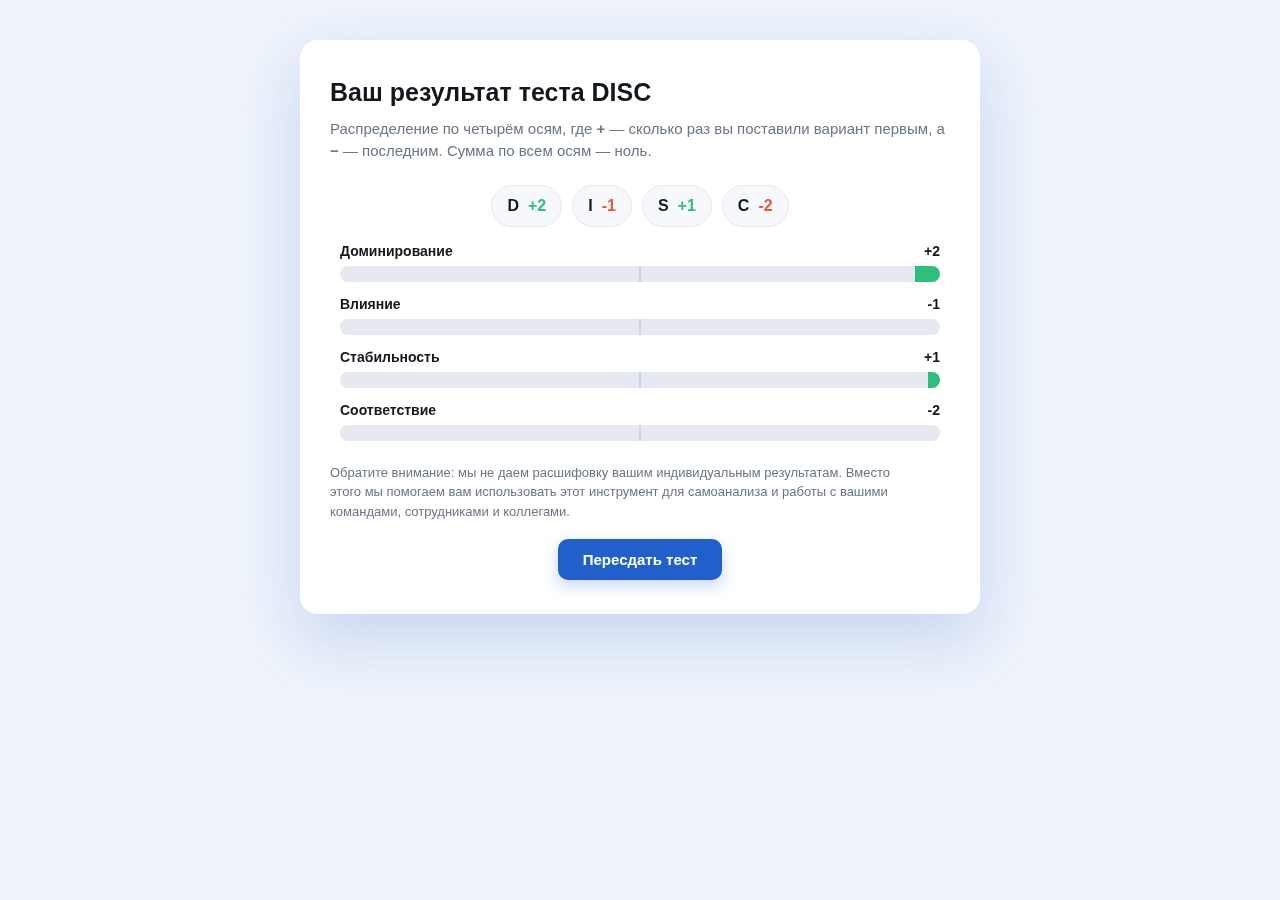 Ваш результат теста DISC
Распределение по четырём осям, где + — сколько раз вы поставили вариант первым, а
− — последним. Сумма по всем осям — ноль.
D +2 I -1 S +1 C -2
Доминирование +2
Влияние -1
Стабильность +1
Соответствие -2
Обратите внимание: мы не даем расшифовку вашим индивидуальным результатам. Вместо
этого мы помогаем вам использовать этот инструмент для самоанализа и работы с вашими
командами, сотрудниками и коллегами.
Пересдать тест